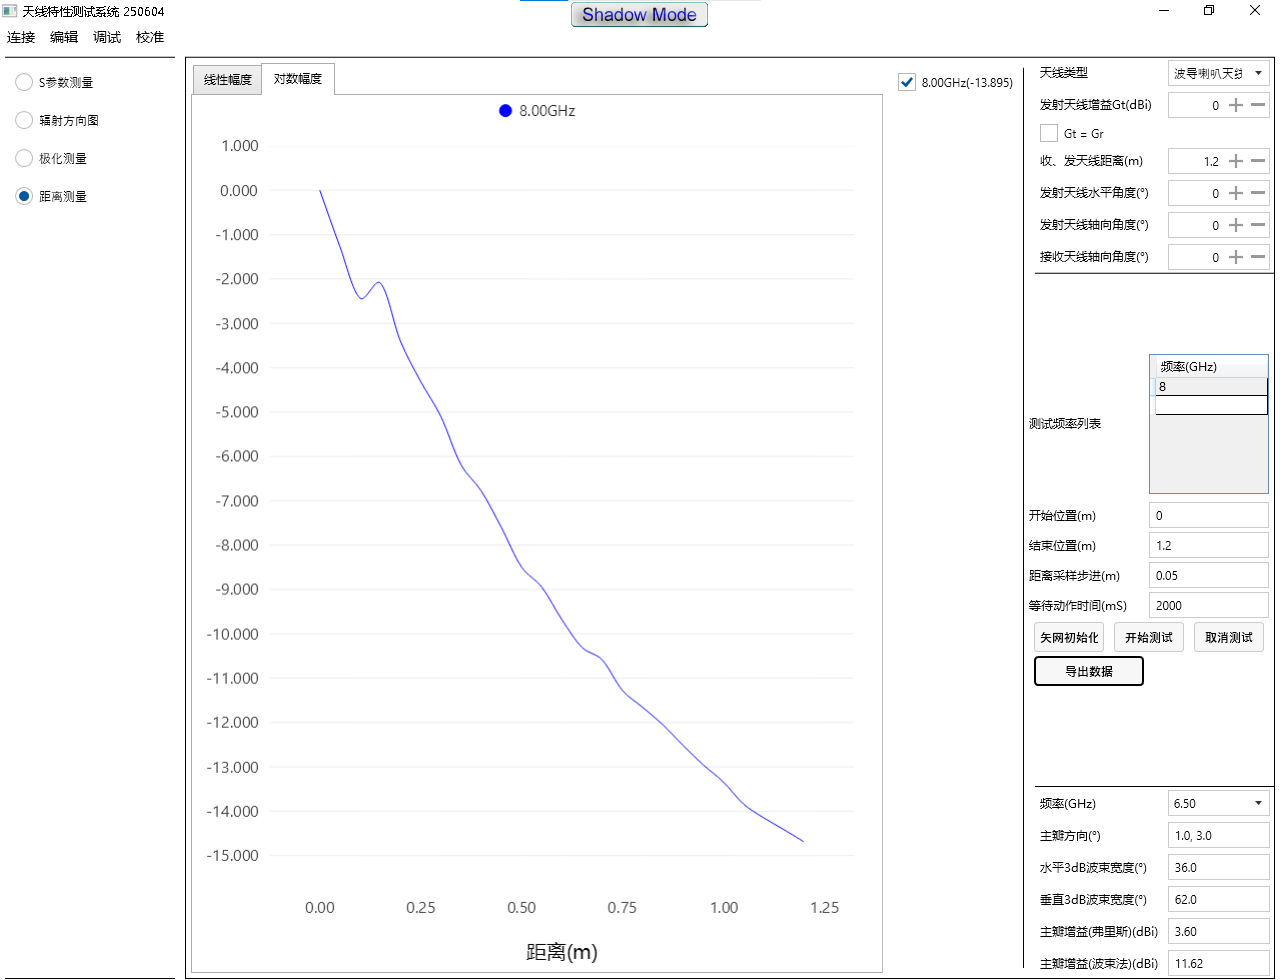 天线特性测试系统 250604
Shadow Mode
连接 编辑 调试 校准
S参数测量
辐射方向图
极化测量
距离测量
线性幅度 对数幅度
8.00GHz
1.000
0.000
-1.000
-2.000
-3.000
-4.000
-5.000
-6.000
-7.000
-8.000
-9.000
-10.000
-11.000
-12.000
-13.000
-14.000
-15.000
0.00 0.25 0.50 0.75 1.00 1.25
距离(m)
8.00GHz(-13.895)
天线类型 波导喇叭天线
发射天线增益Gt(dBi) 0
Gt = Gr
收、发天线距离(m) 1.2
发射天线水平角度(°) 0
发射天线轴向角度(°) 0
接收天线轴向角度(°) 0
频率(GHz)
8
测试频率列表
开始位置(m) 0
结束位置(m) 1.2
距离采样步进(m) 0.05
等待动作时间(mS) 2000
矢网初始化 开始测试 取消测试
导出数据
频率(GHz) 6.50
主瓣方向(°) 1.0, 3.0
水平3dB波束宽度(°) 36.0
垂直3dB波束宽度(°) 62.0
主瓣增益(弗里斯)(dBi) 3.60
主瓣增益(波束法)(dBi) 11.62